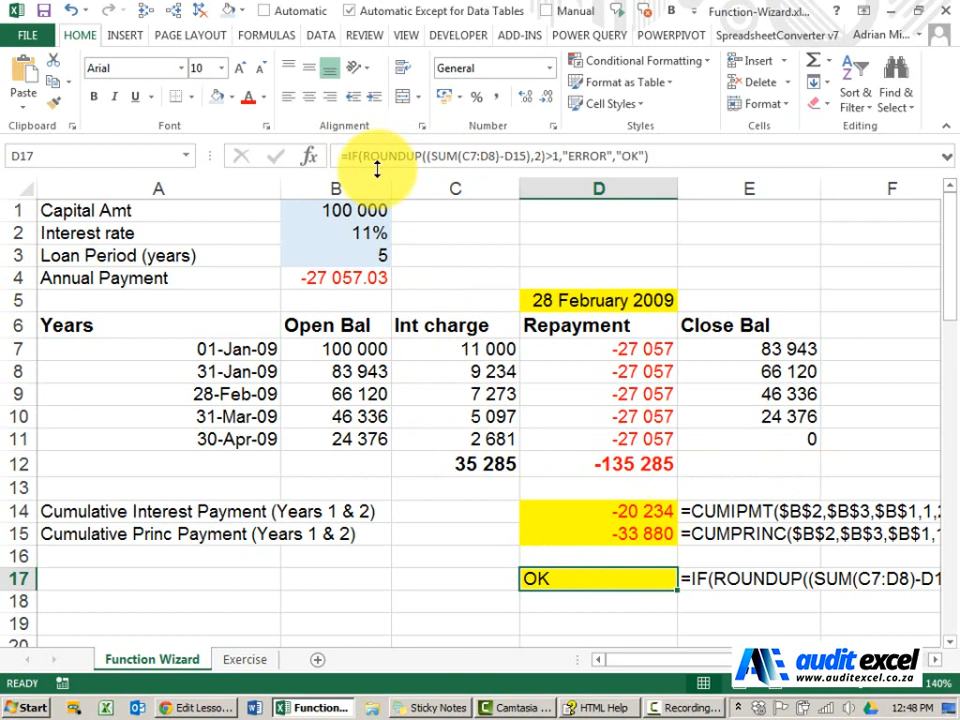 Automatic Automatic Except for Data Tables Manual B Function-Wizard.xl... ?
FILE HOME INSERT PAGE LAYOUT FORMULAS DATA REVIEW VIEW DEVELOPER ADD-INS POWER QUERY POWERPIVOT SpreadsheetConverter v7 Adrian Mi...
Arial 10 General Conditional Formatting Insert
Paste Format as Table Delete Sort & Find &
B I U Cell Styles Format Filter Select
Clipboard Font Alignment Number Styles Cells Editing
D17 fx =IF(ROUNDUP((SUM(C7:D8)-D15),2)>1,"ERROR","OK")
A B C D E F
1 Capital Amt 100 000
2 Interest rate 11%
3 Loan Period (years) 5
4 Annual Payment -27 057.03
5 28 February 2009
6 Years Open Bal Int charge Repayment Close Bal
7 01-Jan-09 100 000 11 000 -27 057 83 943
8 31-Jan-09 83 943 9 234 -27 057 66 120
9 28-Feb-09 66 120 7 273 -27 057 46 336
10 31-Mar-09 46 336 5 097 -27 057 24 376
11 30-Apr-09 24 376 2 681 -27 057 0
12 35 285 -135 285
13
14 Cumulative Interest Payment (Years 1 & 2) -20 234 =CUMIPMT($B$2,$B$3,$B$1,1,
15 Cumulative Princ Payment (Years 1 & 2) -33 880 =CUMPRINC($B$2,$B$3,$B$1,
16
17 OK =IF(ROUNDUP((SUM(C7:D8)-D1
18
19
20
Function Wizard Exercise
audit excel
www.auditexcel.co.za
READY 140%
Start Edit Lesso... Function... Sticky Notes Camtasia ... HTML Help Recording... 12:48 PM